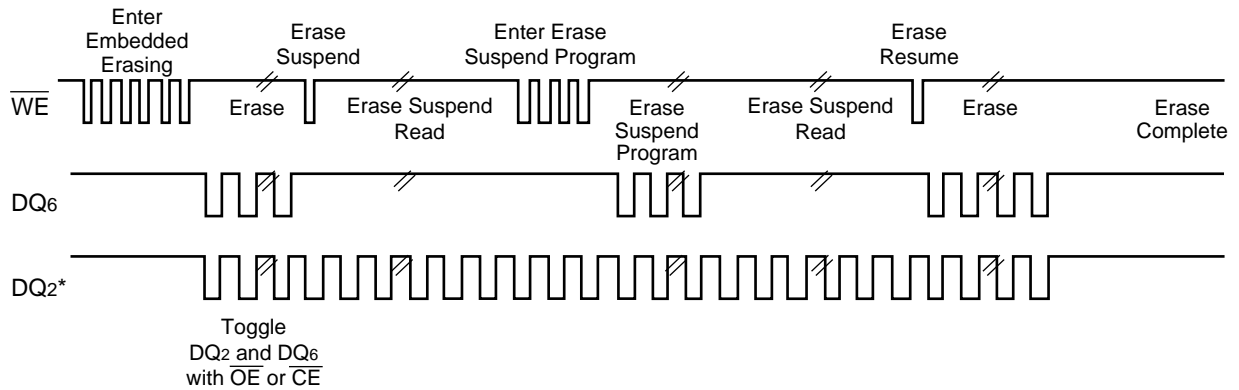 Enter
Embedded
Erasing
Erase
Suspend
Enter Erase
Suspend Program
Erase
Resume
WE
Erase
Erase Suspend
Read
Erase
Suspend
Program
Erase Suspend
Read
Erase
Erase
Complete
DQ6
DQ2*
Toggle
DQ2 and DQ6
with OE or CE